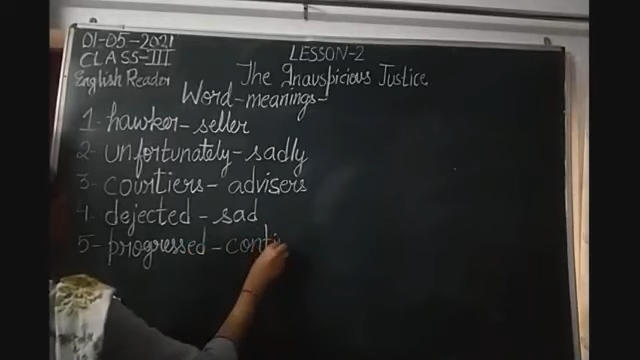 01-05-2021
CLASS-III
English Reader
LESSON-2
The Inauspicious Justice
Word-meanings-
1- hawker-seller
2- unfortunately-sadly
3- courtiers- advisers
4- dejected -sad
5- progressed-conti